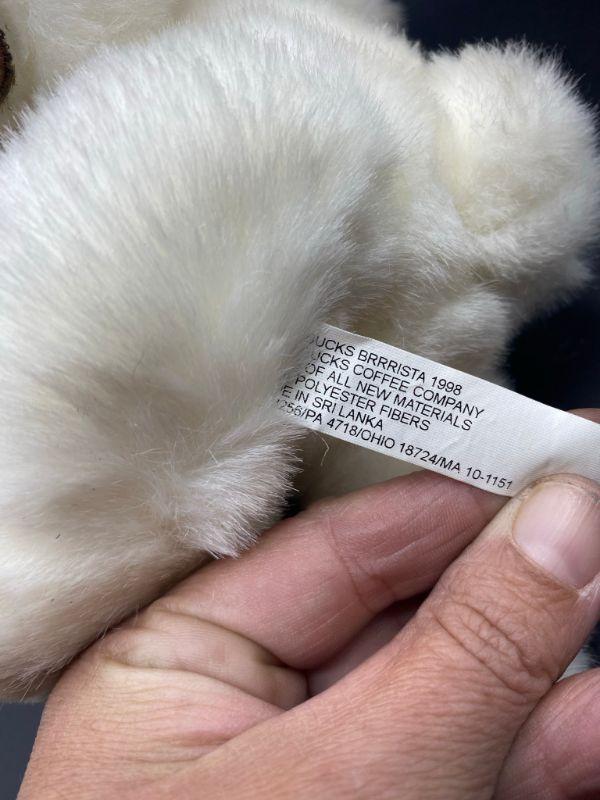 UCKS BRRRISTA 1998
UCKS COFFEE COMPANY
OF ALL NEW MATERIALS
POLYESTER FIBERS
E IN SRI LANKA
256/PA 4718/OHIO 18724/MA 10-1151